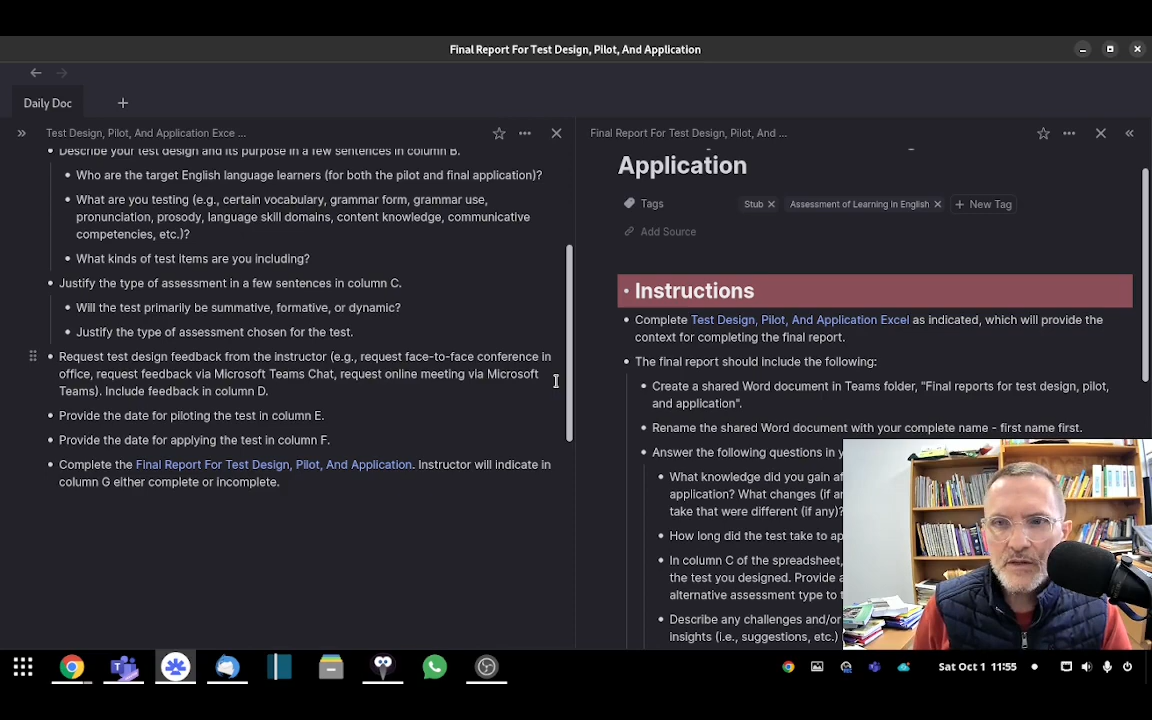 Final Report For Test Design, Pilot, And Application
Daily Doc
Test Design, Pilot, And Application Exce ...
Describe your test design and its purpose in a few sentences in column B.
Who are the target English language learners (for both the pilot and final application)?
What are you testing (e.g., certain vocabulary, grammar form, grammar use,
pronunciation, prosody, language skill domains, content knowledge, communicative
competencies, etc.)?
What kinds of test items are you including?
Justify the type of assessment in a few sentences in column C.
Will the test primarily be summative, formative, or dynamic?
Justify the type of assessment chosen for the test.
Request test design feedback from the instructor (e.g., request face-to-face conference in
office, request feedback via Microsoft Teams Chat, request online meeting via Microsoft
Teams). Include feedback in column D.
Provide the date for piloting the test in column E.
Provide the date for applying the test in column F.
Complete the Final Report For Test Design, Pilot, And Application. Instructor will indicate in
column G either complete or incomplete.
Final Report For Test Design, Pilot, And ...
Application
Tags
Stub
Assessment of Learning in English
New Tag
Add Source
Instructions
Complete Test Design, Pilot, And Application Excel as indicated, which will provide the
context for completing the final report.
The final report should include the following:
Create a shared Word document in Teams folder, "Final reports for test design, pilot,
and application".
Rename the shared Word document with your complete name - first name first.
Answer the following questions in y
What knowledge did you gain af
application? What changes (if an
take that were different (if any)?
How long did the test take to ap
In column C of the spreadsheet,
the test you designed. Provide a
alternative assessment type to t
Describe any challenges and/or
insights (i.e., suggestions, etc.)
Sat Oct 1 11:55